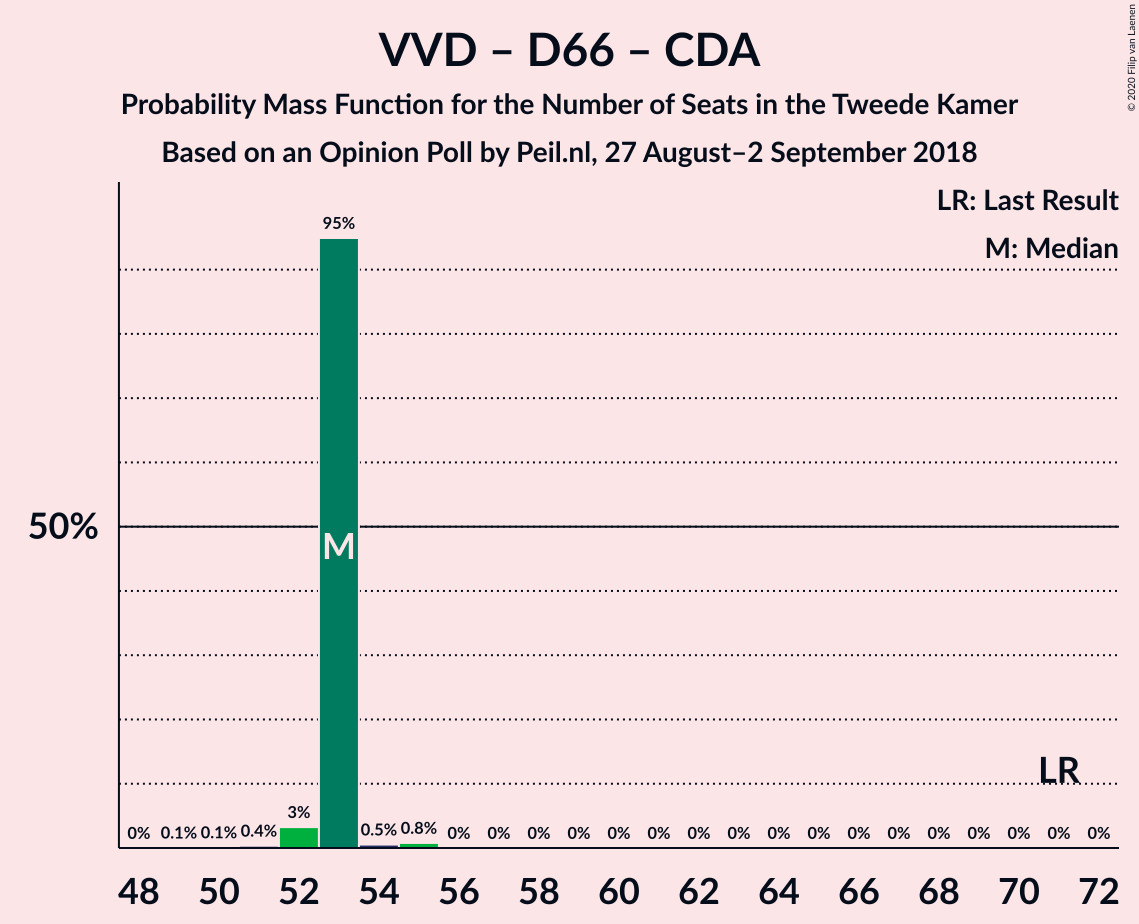 VVD – D66 – CDA
Probability Mass Function for the Number of Seats in the Tweede Kamer
Based on an Opinion Poll by Peil.nl, 27 August–2 September 2018
© 2020 Filip van Laenen
LR: Last Result
M: Median
95%
50%
M
LR
0% 0.1% 0.1% 0.4% 3% 0.5% 0.8% 0% 0% 0% 0% 0% 0% 0% 0% 0% 0% 0% 0% 0% 0% 0% 0% 0%
48 50 52 54 56 58 60 62 64 66 68 70 72